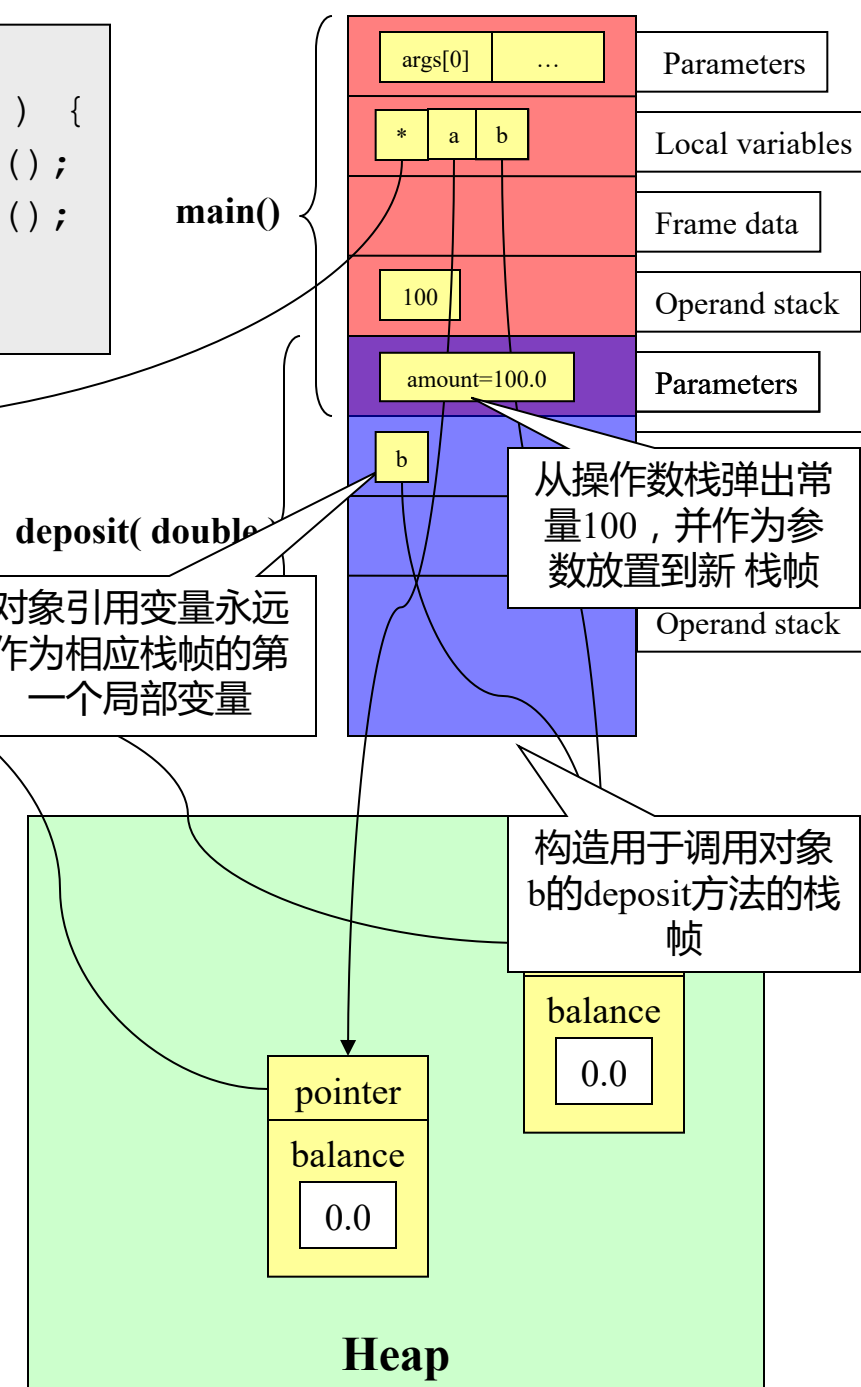 ) {
();
();
main()
args[0]
…
Parameters
*
a
b
Local variables
Frame data
100
Operand stack
amount=100.0
Parameters
b
deposit( double )
从操作数栈弹出常
量100，并作为参
数放置到新 栈帧
对象引用变量永远
作为相应栈帧的第
一个局部变量
Operand stack
构造用于调用对象
b的deposit方法的栈
帧
balance
0.0
pointer
balance
0.0
Heap